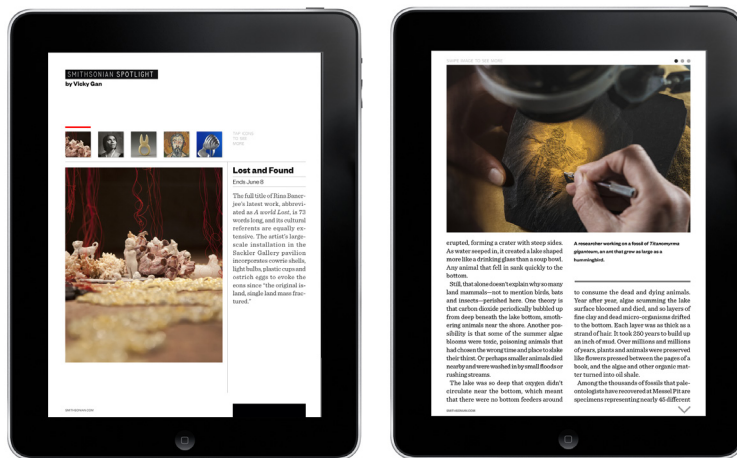 SMITHSONIAN SPOTLIGHT
by Vicky Gan
TAP ICONS
TO SEE
MORE
Lost and Found
Ends June 8
The full title of Rina Baner-
jee's latest work, abbrevi-
ated as A world Lost, is 73
words long, and its cultural
referents are equally ex-
tensive. The artist's large-
scale installation in the
Sackler Gallery pavilion
incorporates cowrie shells,
light bulbs, plastic cups and
ostrich eggs to evoke the
eons since "the original is-
land, single land mass frac-
tured."
SMITHSONIAN.COM
SWIPE IMAGE TO SEE MORE
erupted, forming a crater with steep sides.
As water seeped in, it created a lake shaped
more like a drinking glass than a soup bowl.
Any animal that fell in sank quickly to the
bottom.
Still, that alone doesn't explain why so many
land mammals—not to mention birds, bats
and insects—perished here. One theory is
that carbon dioxide periodically bubbled up
from deep beneath the lake bottom, smoth-
ering animals near the shore. Another pos-
sibility is that some of the summer algae
blooms were toxic, poisoning animals that
had chosen the wrong time and place to slake
their thirst. Or perhaps smaller animals died
nearby and were washed in by small floods or
rushing streams.
The lake was so deep that oxygen didn't
circulate near the bottom, which meant
that there were no bottom feeders around
SMITHSONIAN.COM
A researcher working on a fossil of Titanomyrma
giganteum, an ant that grew as large as a
hummingbird.
to consume the dead and dying animals.
Year after year, algae scumming the lake
surface bloomed and died, and so layers of
fine clay and dead micro-organisms drifted
to the bottom. Each layer was as thick as a
strand of hair. It took 250 years to build up
an inch of mud. Over millions and millions
of years, plants and animals were preserved
like flowers pressed between the pages of a
book, and the algae and other organic mat-
ter turned into oil shale.
Among the thousands of fossils that pale-
ontologists have recovered at Messel Pit are
specimens representing nearly 45 different